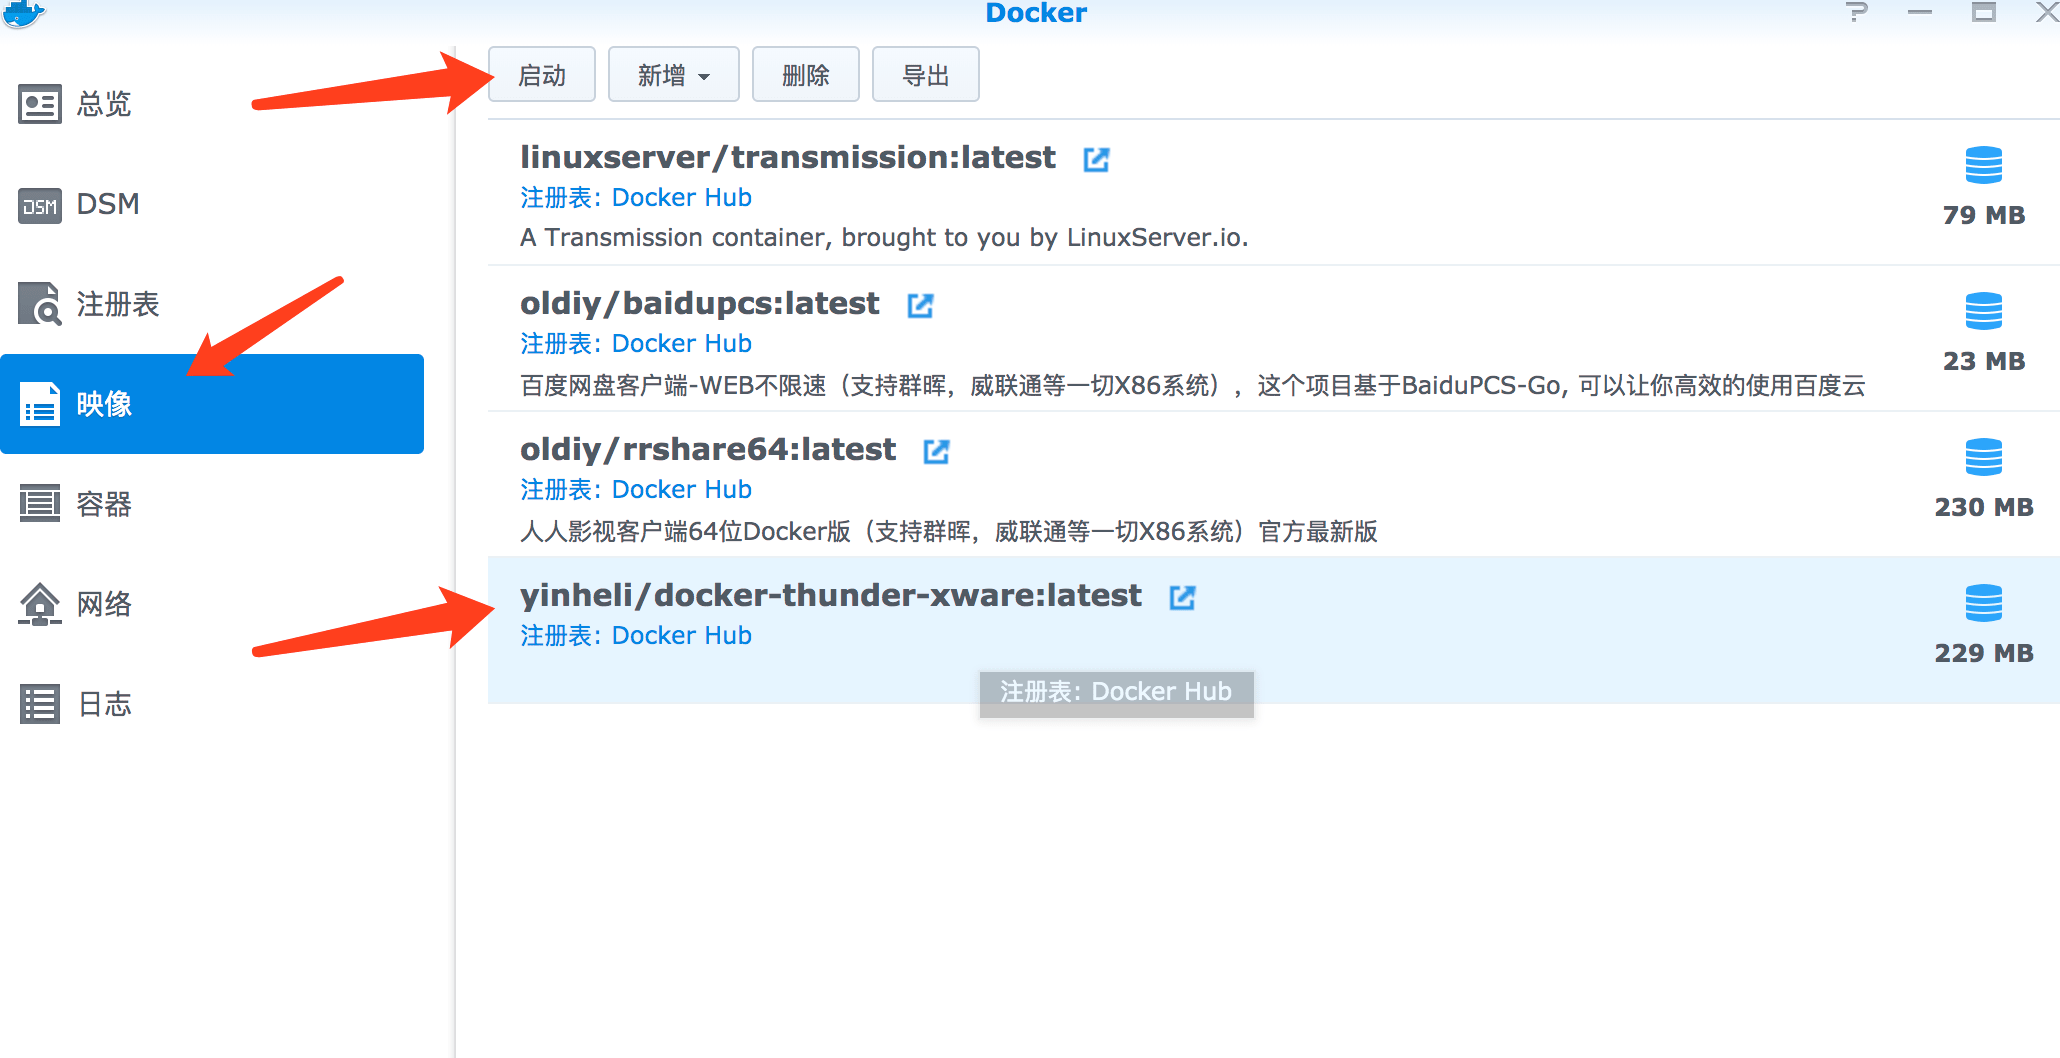 Docker
启动 新增 删除 导出
总览
DSM
DSM
注册表
映像
容器
网络
日志
linuxserver/transmission:latest
注册表: Docker Hub
A Transmission container, brought to you by LinuxServer.io.
79 MB
oldiy/baidupcs:latest
注册表: Docker Hub
百度网盘客户端-WEB不限速（支持群晖，威联通等一切X86系统），这个项目基于BaiduPCS-Go, 可以让你高效的使用百度云
23 MB
oldiy/rrshare64:latest
注册表: Docker Hub
人人影视客户端64位Docker版（支持群晖，威联通等一切X86系统）官方最新版
230 MB
yinheli/docker-thunder-xware:latest
注册表: Docker Hub
229 MB
注册表: Docker Hub